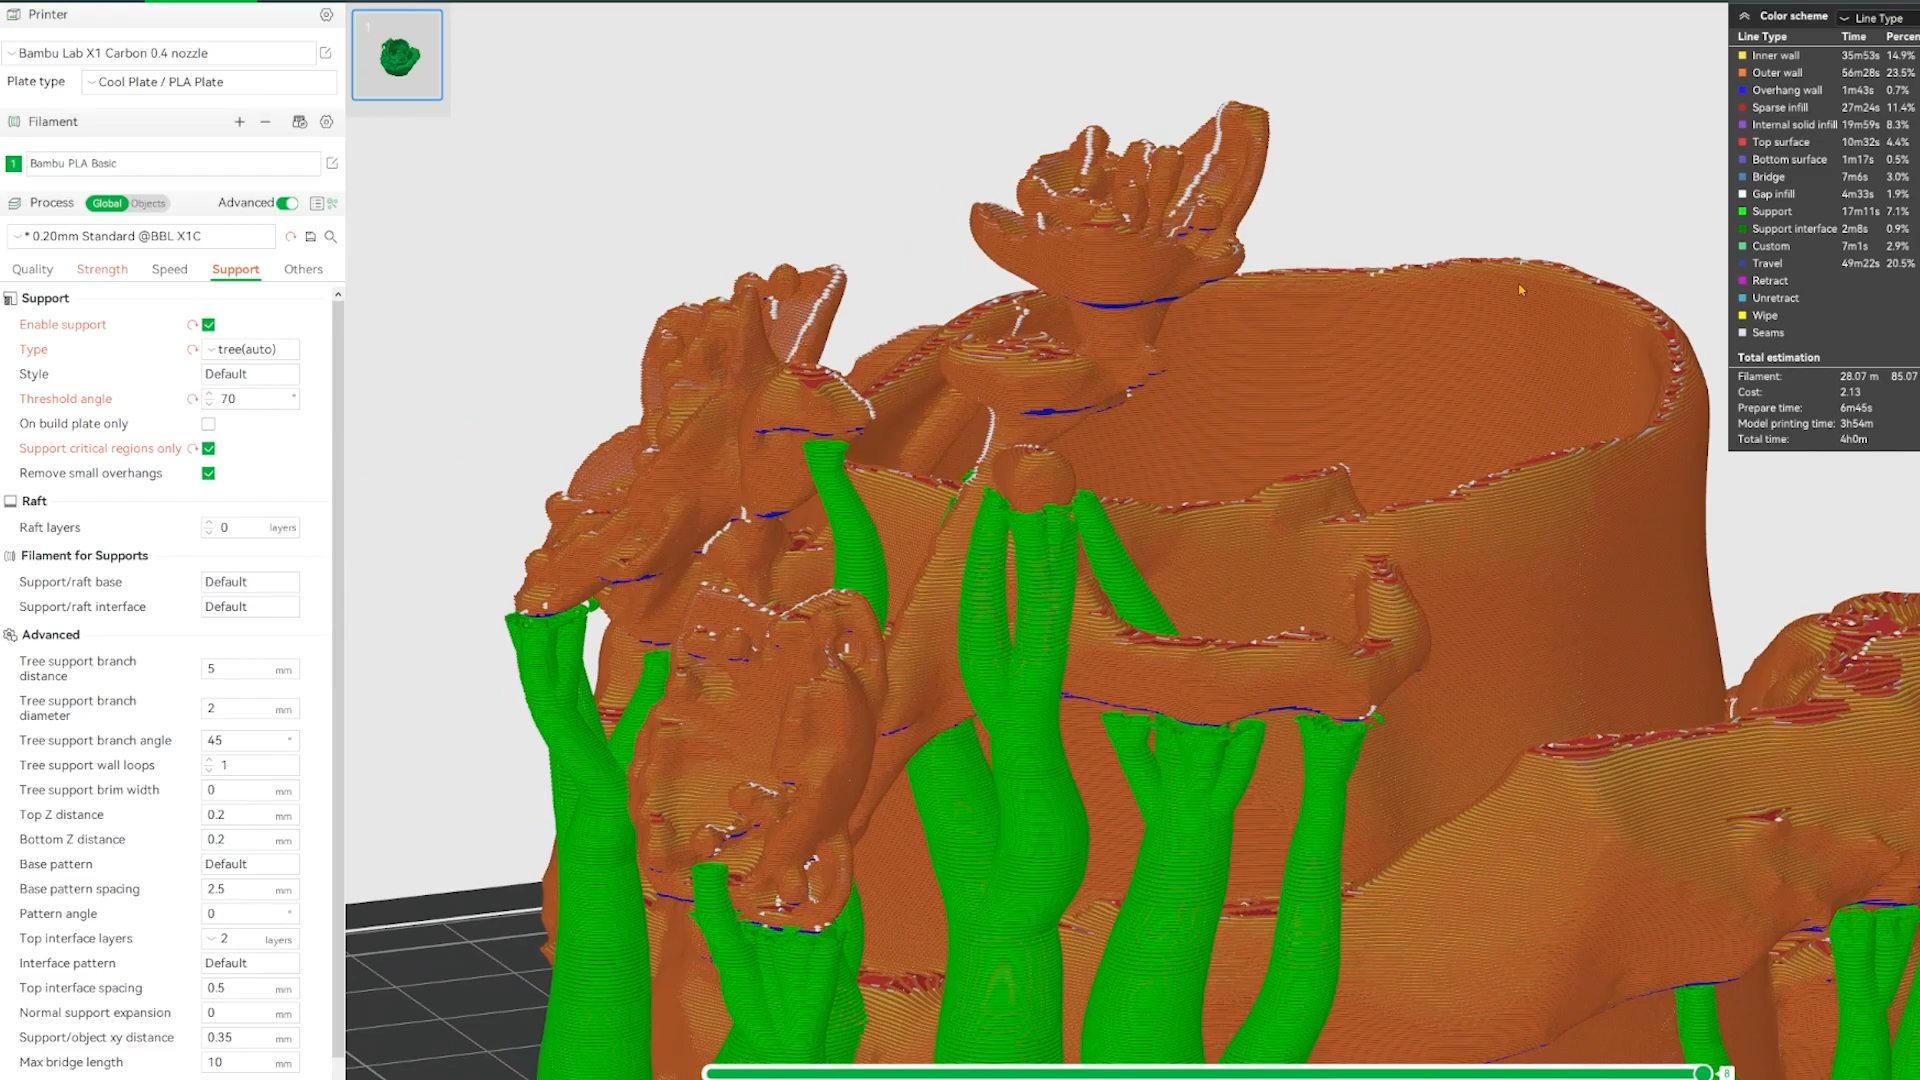 Printer
Bambu Lab X1 Carbon 0.4 nozzle
Plate type Cool Plate / PLA Plate
Filament
1 Bambu PLA Basic
Process Global Objects Advanced
* 0.20mm Standard @BBL X1C
Quality Strength Speed Support Others
Support
Enable support
Type tree(auto)
Style Default
Threshold angle 70 °
On build plate only
Support critical regions only
Remove small overhangs
Raft
Raft layers 0 layers
Filament for Supports
Support/raft base Default
Support/raft interface Default
Advanced
Tree support branch
distance 5 mm
Tree support branch
diameter 2 mm
Tree support branch angle 45 °
Tree support wall loops 1
Tree support brim width 0 mm
Top Z distance 0.2 mm
Bottom Z distance 0.2 mm
Base pattern Default
Base pattern spacing 2.5 mm
Pattern angle 0 °
Top interface layers 2 layers
Interface pattern Default
Top interface spacing 0.5 mm
Normal support expansion 0 mm
Support/object xy distance 0.35 mm
Max bridge length 10 mm
1
Color scheme Line Type
Line Type Time Percen
Inner wall 35m53s 14.9%
Outer wall 56m28s 23.5%
Overhang wall 1m43s 0.7%
Sparse infill 27m24s 11.4%
Internal solid infill 19m59s 8.3%
Top surface 10m32s 4.4%
Bottom surface 1m17s 0.5%
Bridge 7m6s 3.0%
Gap infill 4m33s 1.9%
Support 17m11s 7.1%
Support interface 2m8s 0.9%
Custom 7m1s 2.9%
Travel 49m22s 20.5%
Retract
Unretract
Wipe
Seams
Total estimation
Filament: 28.07 m 85.07
Cost: 2.13
Prepare time: 6m45s
Model printing time: 3h54m
Total time: 4h0m
8